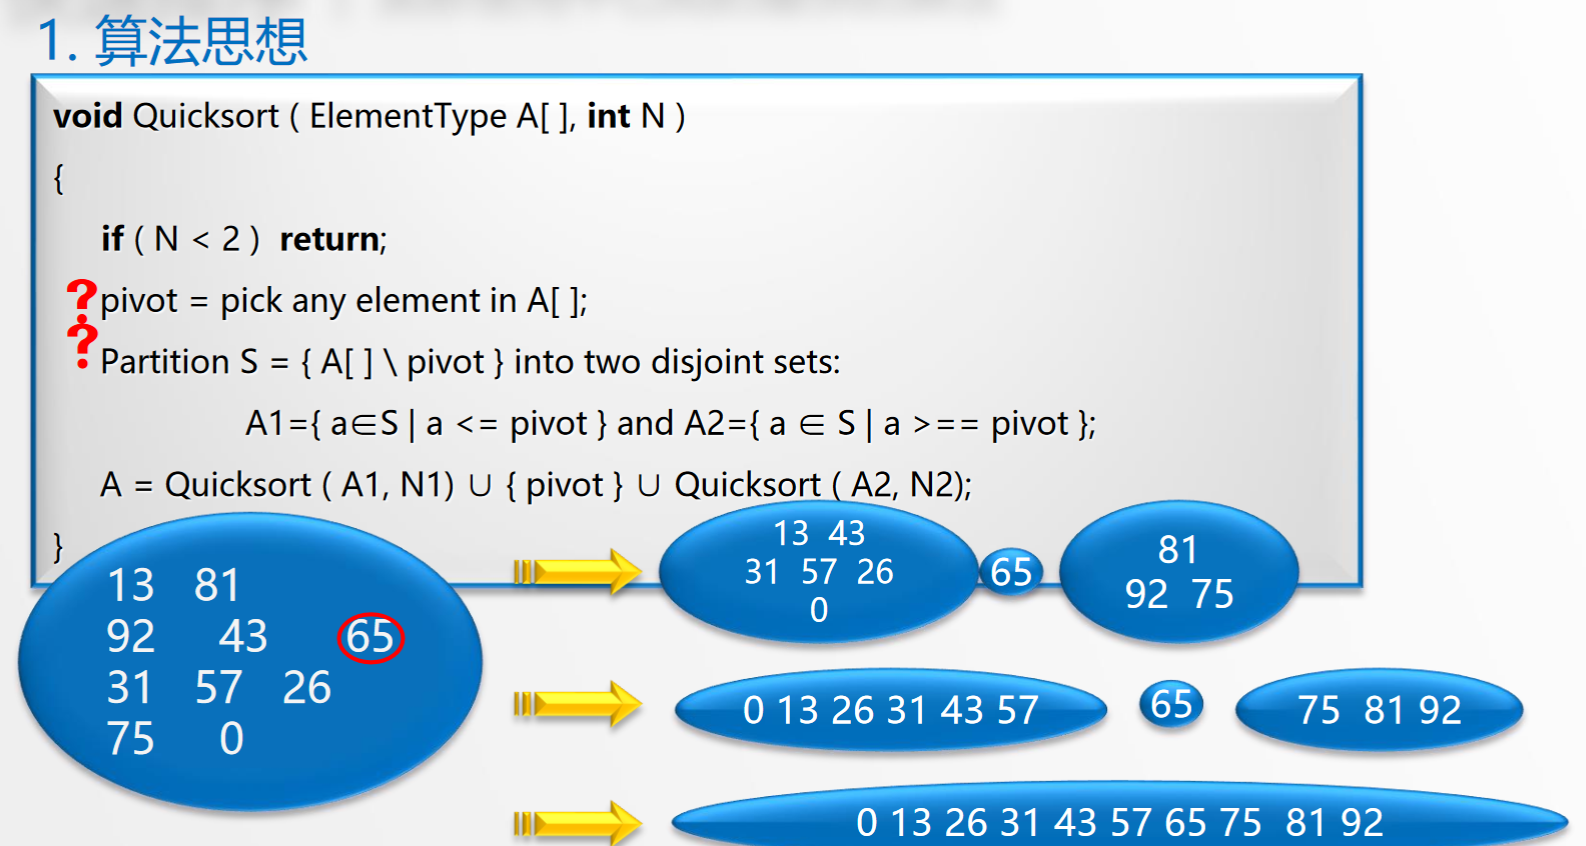 1. 算法思想
void Quicksort ( ElementType A[ ], int N )
{
if ( N < 2 ) return;
? pivot = pick any element in A[ ];
? Partition S = { A[ ] \ pivot } into two disjoint sets:
A1={ a∈S | a <= pivot } and A2={ a ∈ S | a >== pivot };
A = Quicksort ( A1, N1) ∪ { pivot } ∪ Quicksort ( A2, N2);
}
13 81
92 43 65
31 57 26
75 0
13 43
31 57 26
0
65
81
92 75
0 13 26 31 43 57
65
75 81 92
0 13 26 31 43 57 65 75 81 92